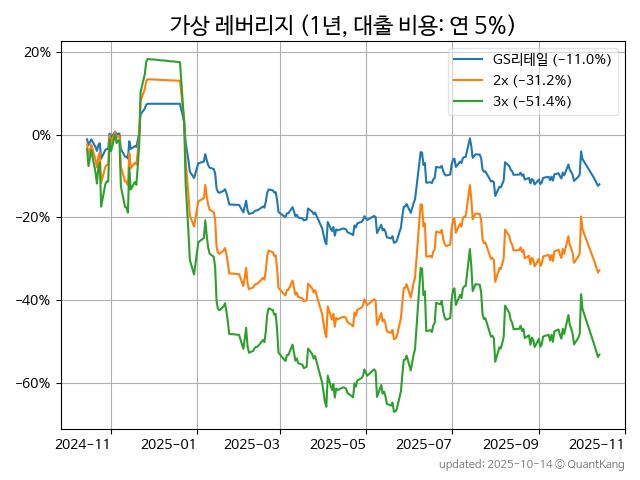 가상 레버리지 (1년, 대출 비용: 연 5%)
GS리테일 (−11.0%)
2x (−31.2%)
3x (−51.4%)
20%
0%
−20%
−40%
−60%
2024-11 2025-01 2025-03 2025-05 2025-07 2025-09 2025-11
updated: 2025-10-14 © QuantKang